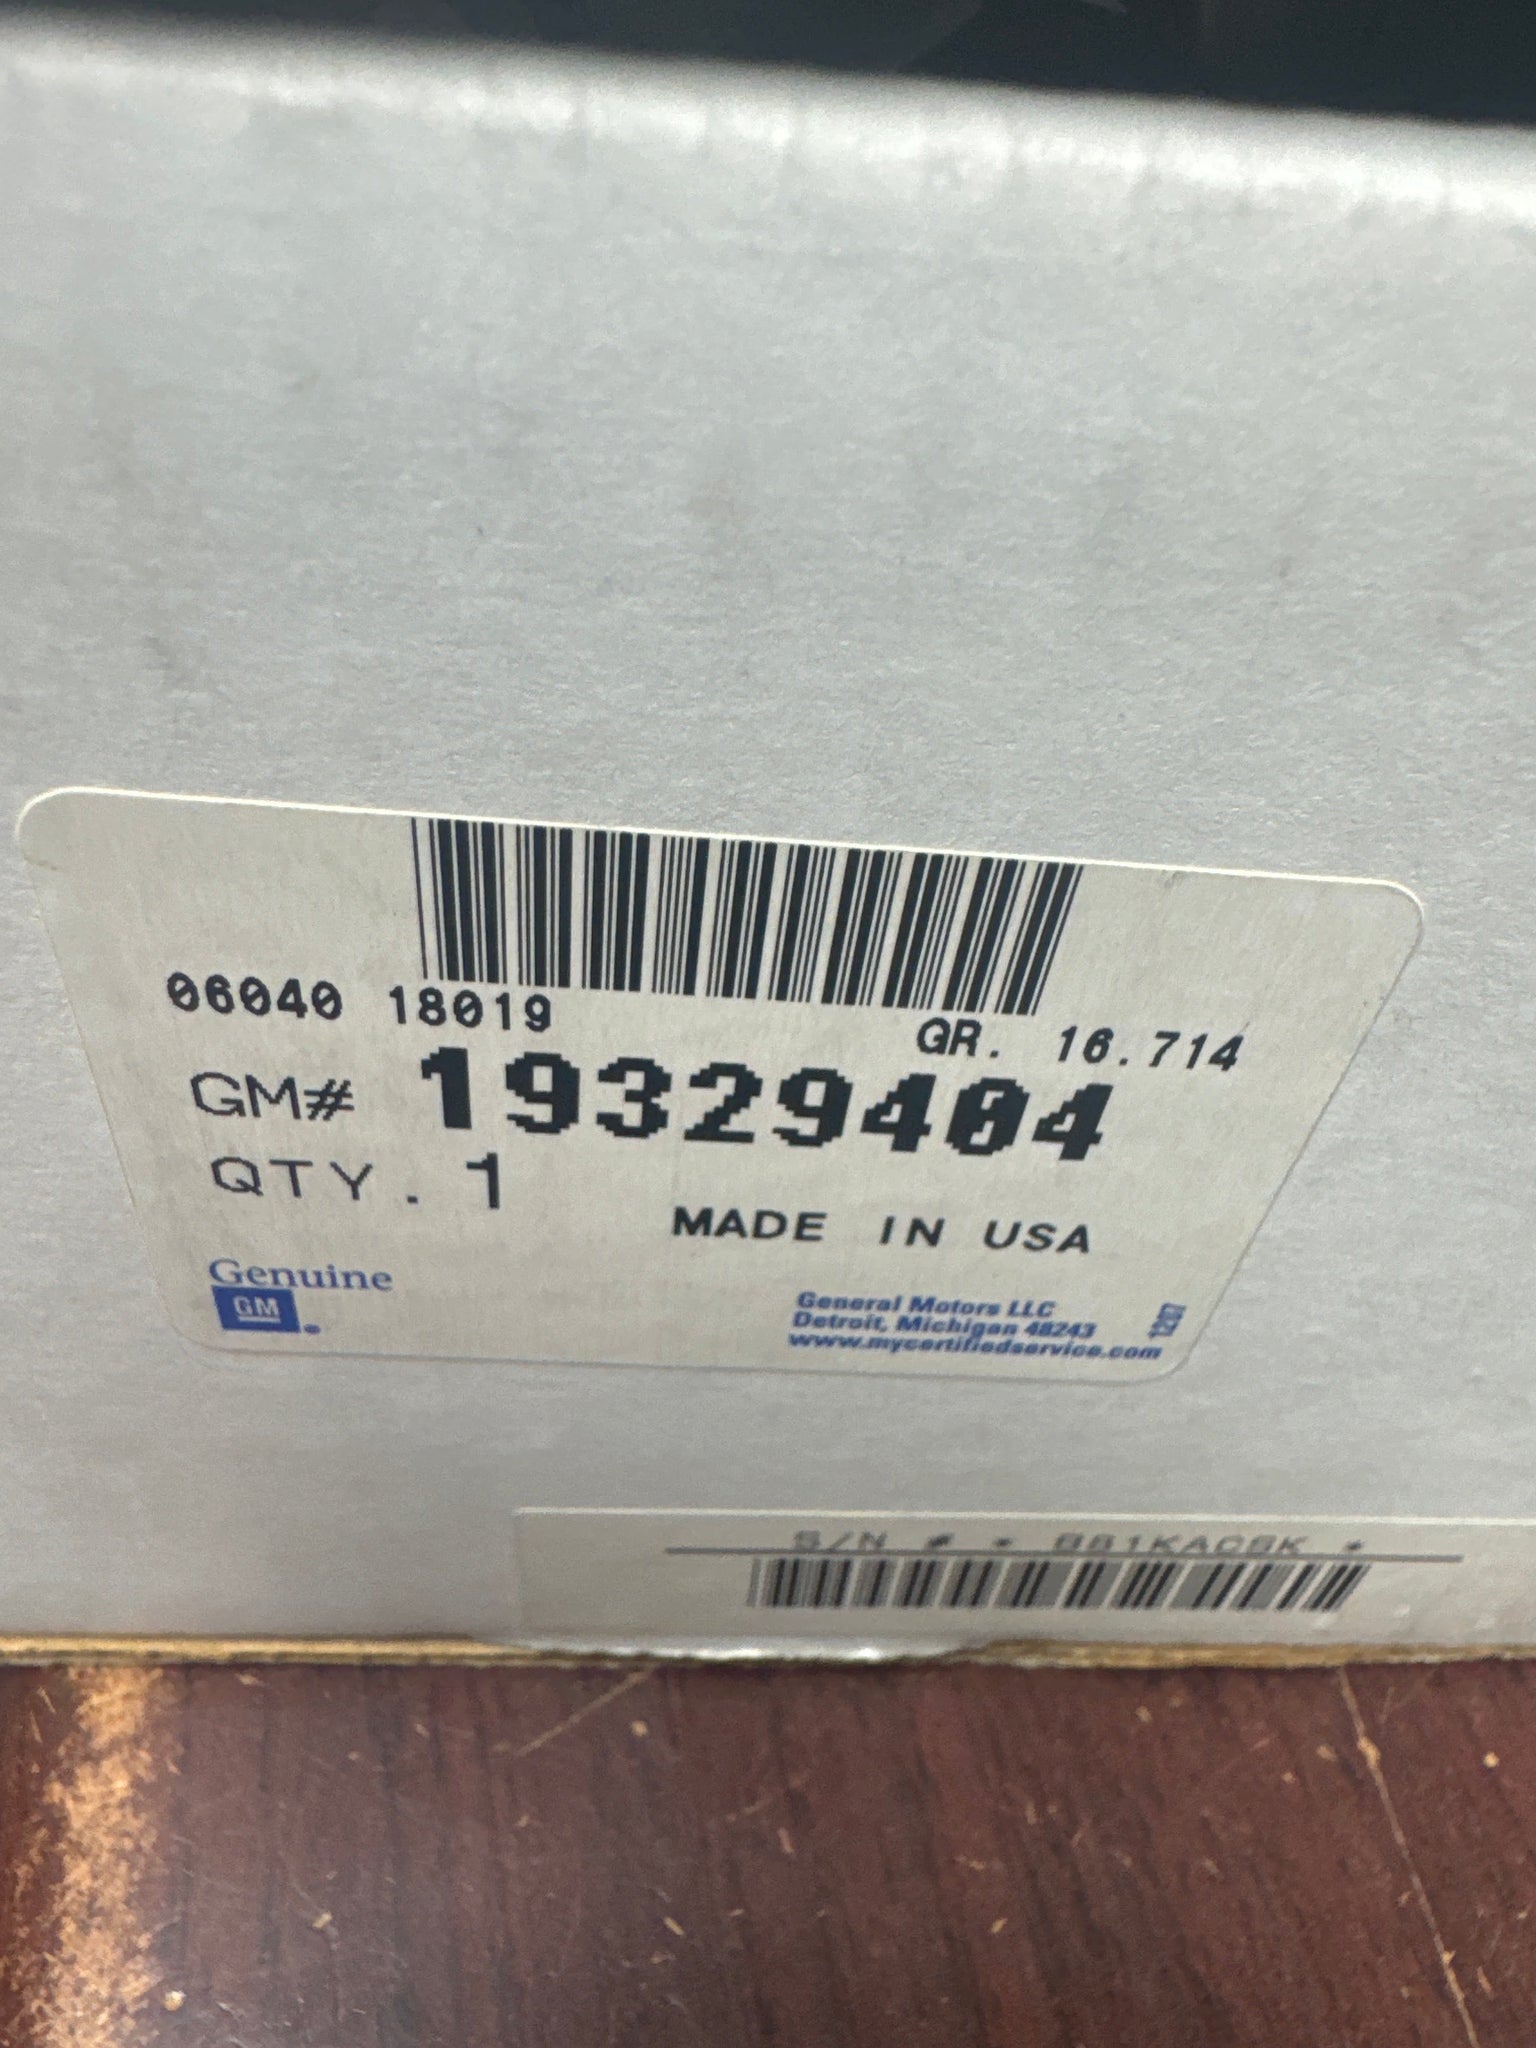 06040 18019
GR. 16.714
GM# 19329404
QTY. 1
MADE IN USA
Genuine
GM
General Motors LLC
Detroit, Michigan 48243
www.mycertifiedservice.com
S/N # *